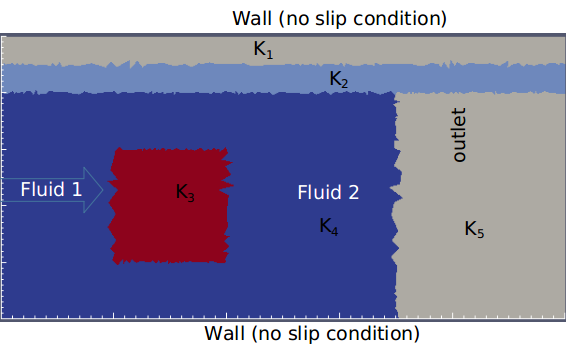 Wall (no slip condition)
K₁
K₂
outlet
Fluid 1
K₃
Fluid 2
K₄
K₅
Wall (no slip condition)